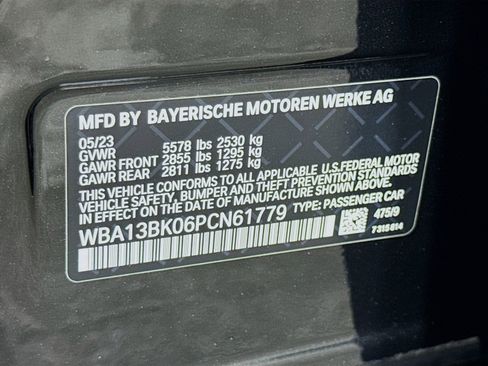 MFD BY BAYERISCHE MOTOREN WERKE AG
05/23
GVWR 5578 lbs 2530 kg
GAWR FRONT 2855 lbs 1295 kg
GAWR REAR 2811 lbs 1275 kg
THIS VEHICLE CONFORMS TO ALL APPLICABLE U.S.FEDERAL MOTOR
VEHICLE SAFETY, BUMPER AND THEFT PREVENTION STANDARDS
IN EFFECT ON THE DATE OF MANUFACTURE SHOWN ABOVE.
WBA13BK06PCN61779 TYPE: PASSENGER CAR
475/9
7315614